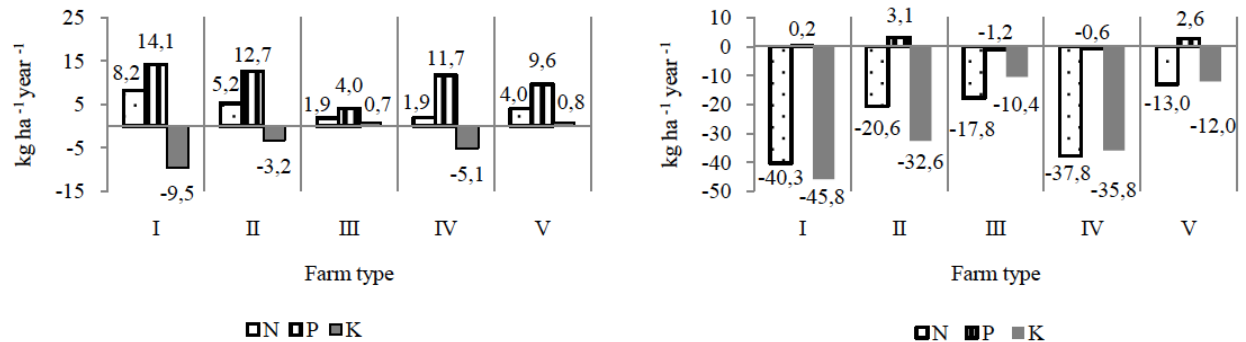 kg ha -1 year -1
25
15
5
-5
-15
8,2 14,1 -9,5
5,2 12,7 -3,2
1,9 4,0 0,7
1,9 11,7 -5,1
4,0 9,6 0,8
I II III IV V
Farm type
N P K
kg ha -1 year -1
10
0
-10
-20
-30
-40
-50
-40,3 0,2 -45,8
-20,6 3,1 -32,6
-17,8 -1,2 -10,4
-37,8 -0,6 -35,8
-13,0 2,6 -12,0
I II III IV V
Farm type
N P K